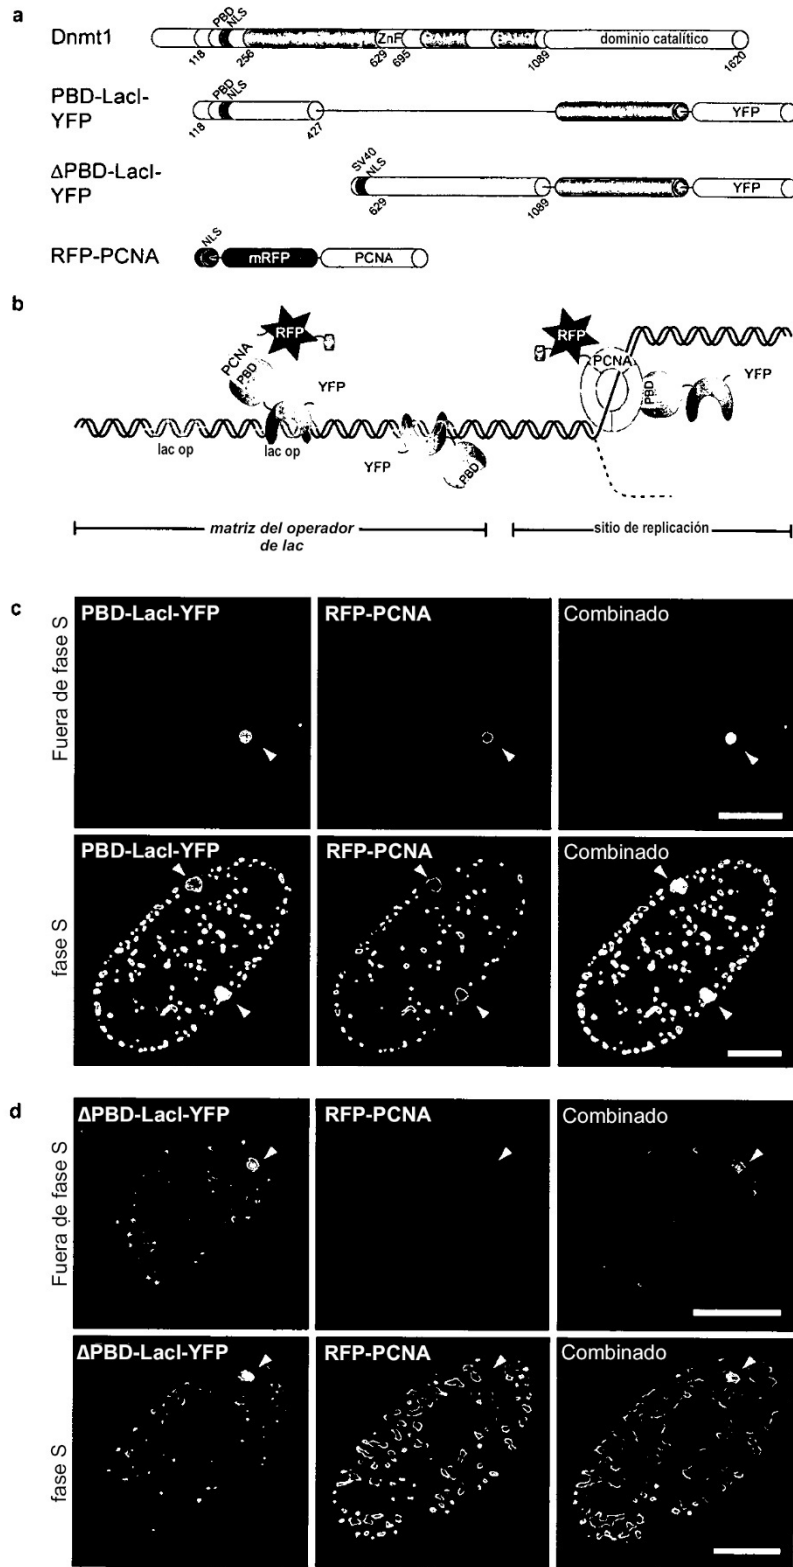 a
Dnmt1
PBD
NLS
ZnF
dominio catalítico
118
256
629
695
1089
1620
PBD-LacI-
YFP
PBD
NLS
118
427
YFP
ΔPBD-LacI-
YFP
SV40
NLS
629
1089
YFP
RFP-PCNA
NLS
mRFP
PCNA
b
RFP
PCNA
PBD
YFP
lac op
lac op
YFP
PBD
RFP
PCNA
PBD
YFP
matriz del operador
de lac
sitio de replicación
c
Fuera de fase S
PBD-LacI-YFP
RFP-PCNA
Combinado
fase S
PBD-LacI-YFP
RFP-PCNA
Combinado
d
Fuera de fase S
ΔPBD-LacI-YFP
RFP-PCNA
Combinado
fase S
ΔPBD-LacI-YFP
RFP-PCNA
Combinado